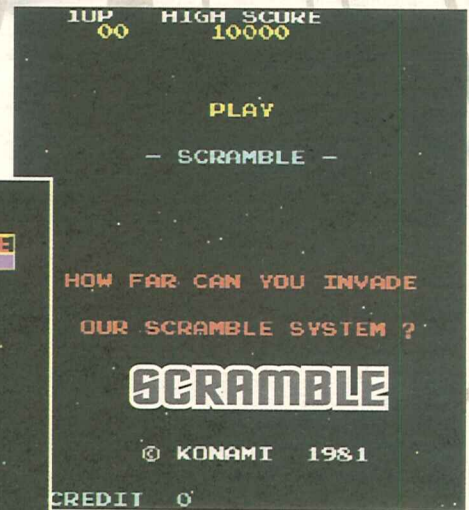 1UP HIGH SCORE
00 10000
PLAY
- SCRAMBLE -
E
HOW FAR CAN YOU INVADE
OUR SCRAMBLE SYSTEM ?
SCRAMBLE
© KONAMI 1981
CREDIT 0